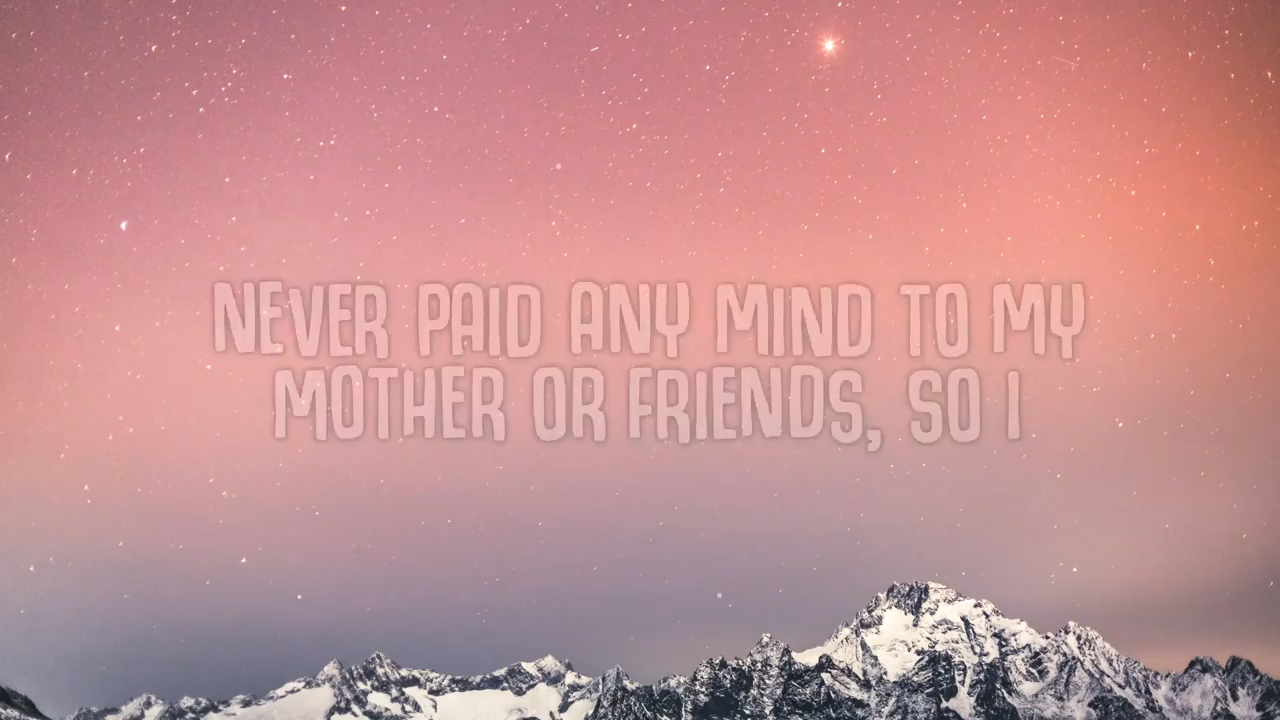 NEVER PAID ANY MIND TO MY
MOTHER OR FRIENDS, SO I